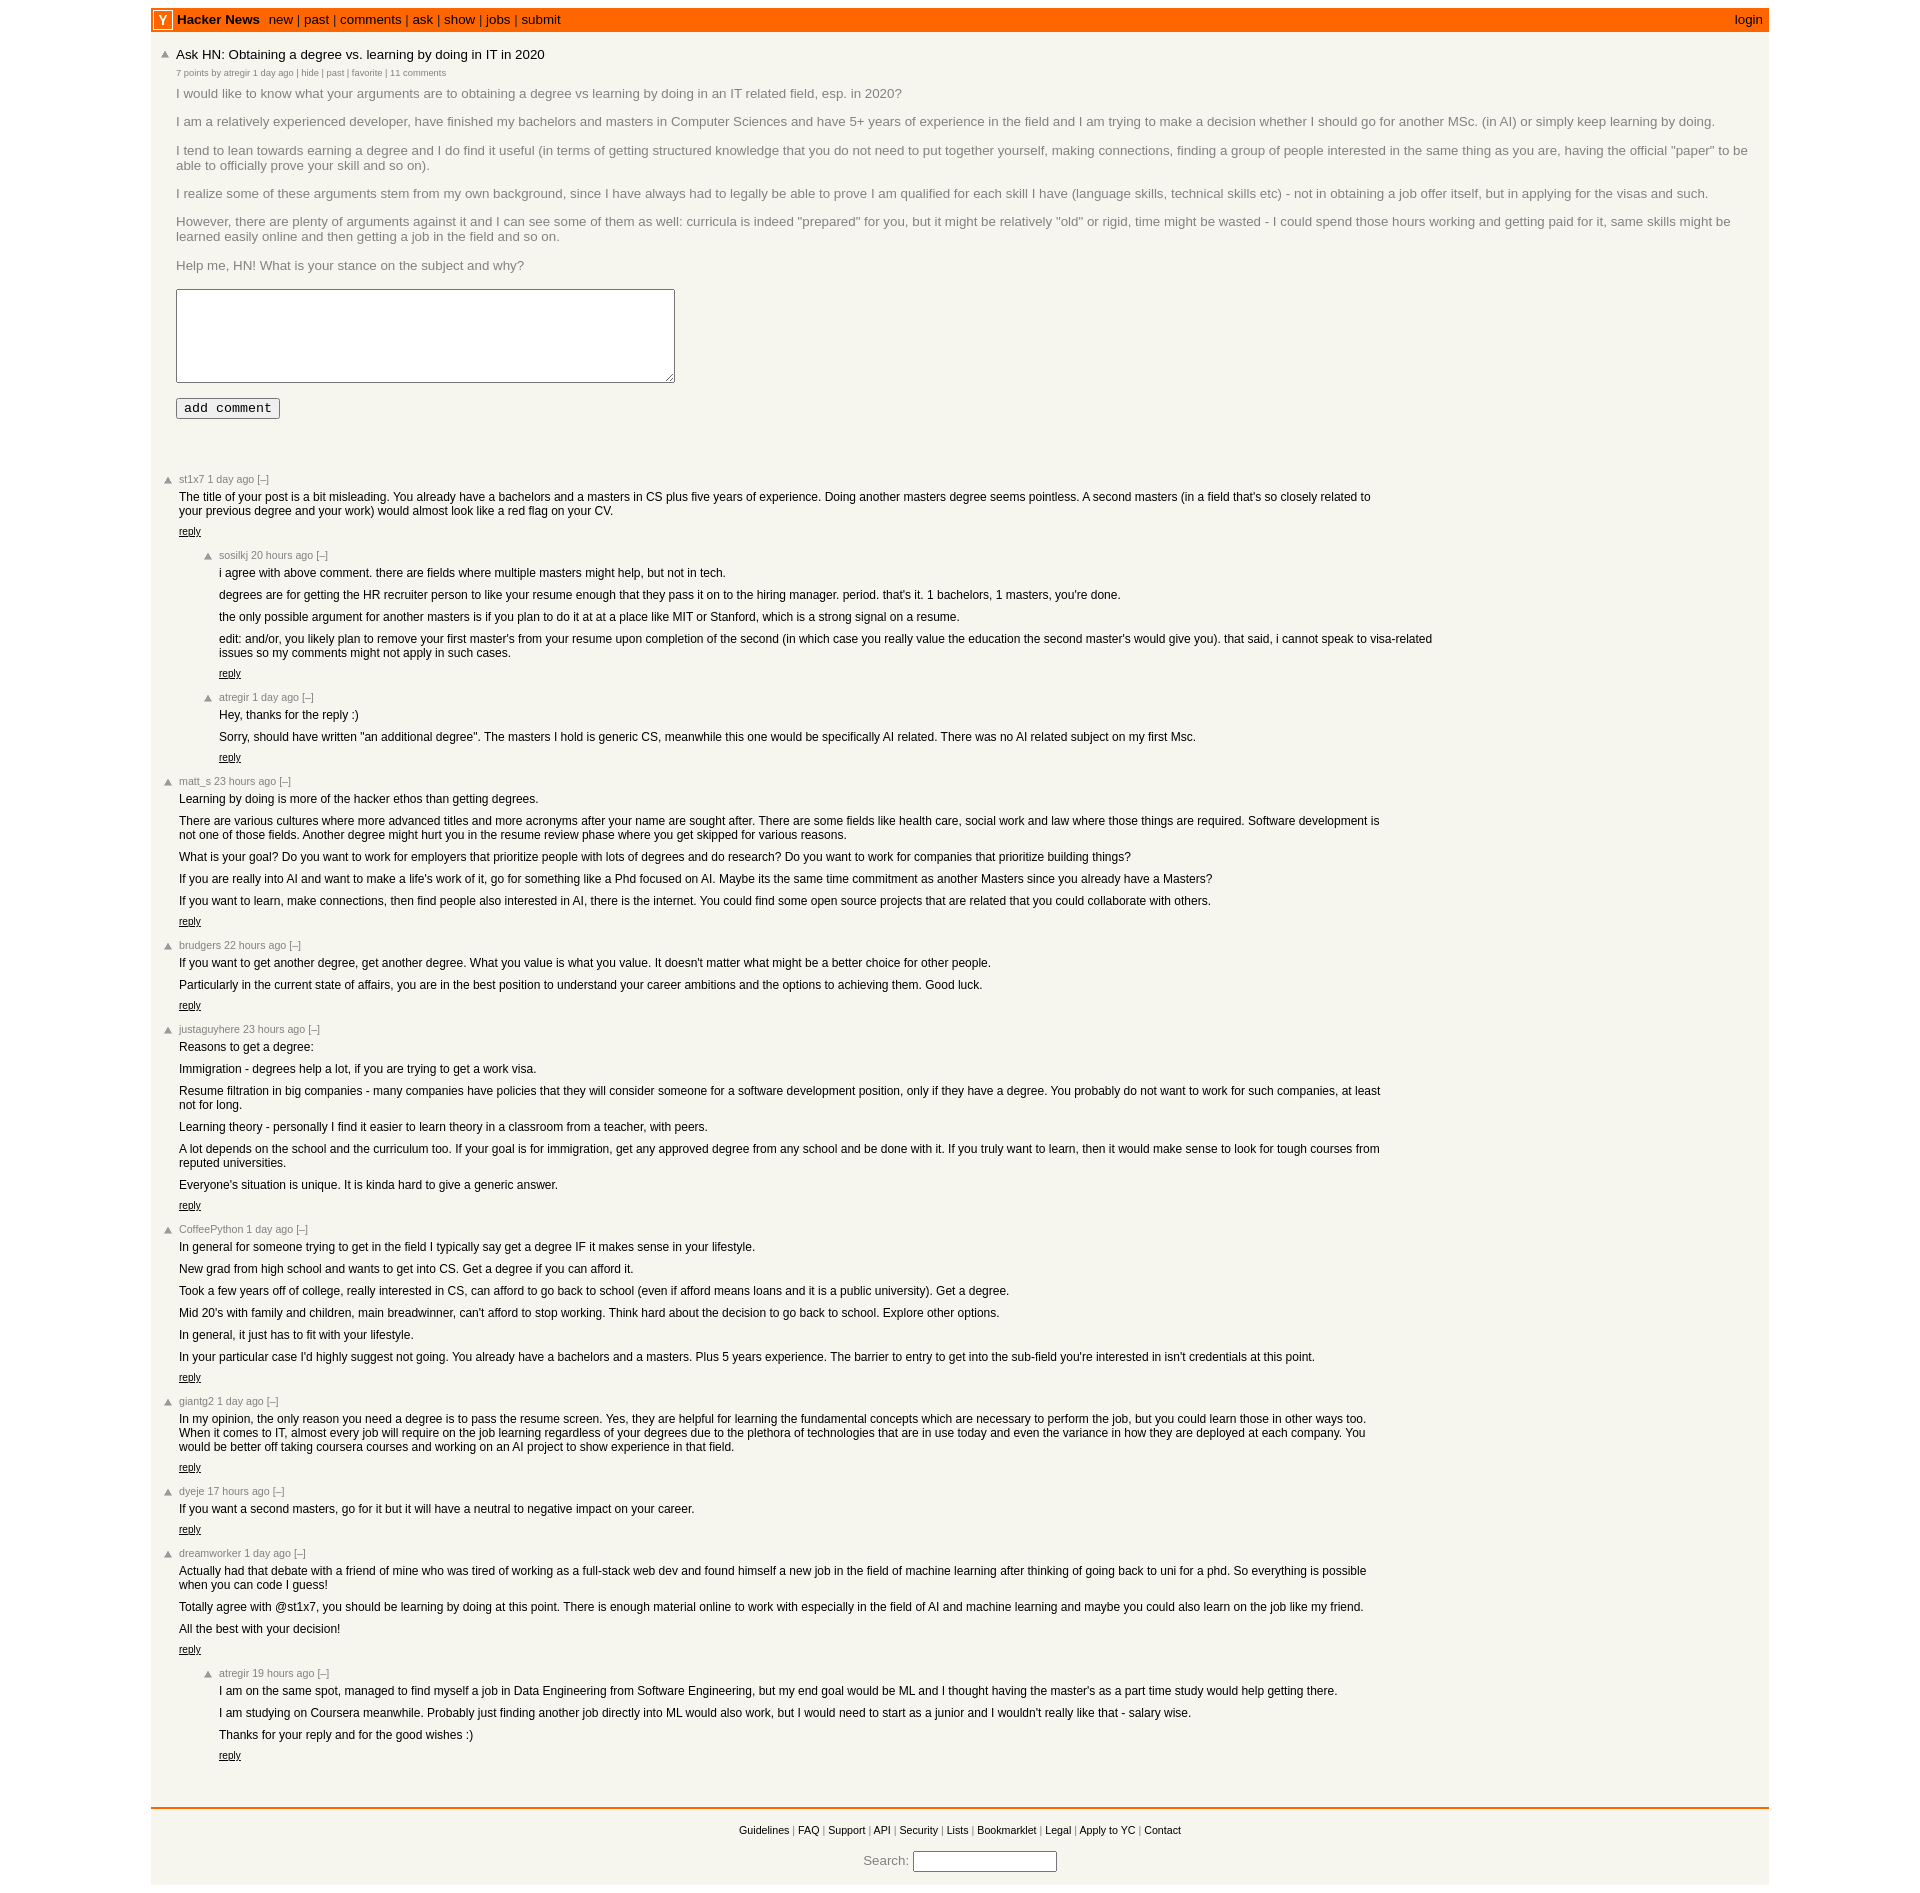 Y Hacker News new | past | comments | ask | show | jobs | submit login
Ask HN: Obtaining a degree vs. learning by doing in IT in 2020
7 points by atregir 1 day ago | hide | past | favorite | 11 comments
I would like to know what your arguments are to obtaining a degree vs learning by doing in an IT related field, esp. in 2020?
I am a relatively experienced developer, have finished my bachelors and masters in Computer Sciences and have 5+ years of experience in the field and I am trying to make a decision whether I should go for another MSc. (in AI) or simply keep learning by doing.
I tend to lean towards earning a degree and I do find it useful (in terms of getting structured knowledge that you do not need to put together yourself, making connections, finding a group of people interested in the same thing as you are, having the official "paper" to be
able to officially prove your skill and so on).
I realize some of these arguments stem from my own background, since I have always had to legally be able to prove I am qualified for each skill I have (language skills, technical skills etc) - not in obtaining a job offer itself, but in applying for the visas and such.
However, there are plenty of arguments against it and I can see some of them as well: curricula is indeed "prepared" for you, but it might be relatively "old" or rigid, time might be wasted - I could spend those hours working and getting paid for it, same skills might be
learned easily online and then getting a job in the field and so on.
Help me, HN! What is your stance on the subject and why?
add comment
st1x7 1 day ago [–]
The title of your post is a bit misleading. You already have a bachelors and a masters in CS plus five years of experience. Doing another masters degree seems pointless. A second masters (in a field that's so closely related to
your previous degree and your work) would almost look like a red flag on your CV.
reply
sosilkj 20 hours ago [–]
i agree with above comment. there are fields where multiple masters might help, but not in tech.
degrees are for getting the HR recruiter person to like your resume enough that they pass it on to the hiring manager. period. that's it. 1 bachelors, 1 masters, you're done.
the only possible argument for another masters is if you plan to do it at at a place like MIT or Stanford, which is a strong signal on a resume.
edit: and/or, you likely plan to remove your first master's from your resume upon completion of the second (in which case you really value the education the second master's would give you). that said, i cannot speak to visa-related
issues so my comments might not apply in such cases.
reply
atregir 1 day ago [–]
Hey, thanks for the reply :)
Sorry, should have written "an additional degree". The masters I hold is generic CS, meanwhile this one would be specifically AI related. There was no AI related subject on my first Msc.
reply
matt_s 23 hours ago [–]
Learning by doing is more of the hacker ethos than getting degrees.
There are various cultures where more advanced titles and more acronyms after your name are sought after. There are some fields like health care, social work and law where those things are required. Software development is
not one of those fields. Another degree might hurt you in the resume review phase where you get skipped for various reasons.
What is your goal? Do you want to work for employers that prioritize people with lots of degrees and do research? Do you want to work for companies that prioritize building things?
If you are really into AI and want to make a life's work of it, go for something like a Phd focused on AI. Maybe its the same time commitment as another Masters since you already have a Masters?
If you want to learn, make connections, then find people also interested in AI, there is the internet. You could find some open source projects that are related that you could collaborate with others.
reply
brudgers 22 hours ago [–]
If you want to get another degree, get another degree. What you value is what you value. It doesn't matter what might be a better choice for other people.
Particularly in the current state of affairs, you are in the best position to understand your career ambitions and the options to achieving them. Good luck.
reply
justaguyhere 23 hours ago [–]
Reasons to get a degree:
Immigration - degrees help a lot, if you are trying to get a work visa.
Resume filtration in big companies - many companies have policies that they will consider someone for a software development position, only if they have a degree. You probably do not want to work for such companies, at least
not for long.
Learning theory - personally I find it easier to learn theory in a classroom from a teacher, with peers.
A lot depends on the school and the curriculum too. If your goal is for immigration, get any approved degree from any school and be done with it. If you truly want to learn, then it would make sense to look for tough courses from
reputed universities.
Everyone's situation is unique. It is kinda hard to give a generic answer.
reply
CoffeePython 1 day ago [–]
In general for someone trying to get in the field I typically say get a degree IF it makes sense in your lifestyle.
New grad from high school and wants to get into CS. Get a degree if you can afford it.
Took a few years off of college, really interested in CS, can afford to go back to school (even if afford means loans and it is a public university). Get a degree.
Mid 20's with family and children, main breadwinner, can't afford to stop working. Think hard about the decision to go back to school. Explore other options.
In general, it just has to fit with your lifestyle.
In your particular case I'd highly suggest not going. You already have a bachelors and a masters. Plus 5 years experience. The barrier to entry to get into the sub-field you're interested in isn't credentials at this point.
reply
giantg2 1 day ago [–]
In my opinion, the only reason you need a degree is to pass the resume screen. Yes, they are helpful for learning the fundamental concepts which are necessary to perform the job, but you could learn those in other ways too.
When it comes to IT, almost every job will require on the job learning regardless of your degrees due to the plethora of technologies that are in use today and even the variance in how they are deployed at each company. You
would be better off taking coursera courses and working on an AI project to show experience in that field.
reply
dyeje 17 hours ago [–]
If you want a second masters, go for it but it will have a neutral to negative impact on your career.
reply
dreamworker 1 day ago [–]
Actually had that debate with a friend of mine who was tired of working as a full-stack web dev and found himself a new job in the field of machine learning after thinking of going back to uni for a phd. So everything is possible
when you can code I guess!
Totally agree with @st1x7, you should be learning by doing at this point. There is enough material online to work with especially in the field of AI and machine learning and maybe you could also learn on the job like my friend.
All the best with your decision!
reply
atregir 19 hours ago [–]
I am on the same spot, managed to find myself a job in Data Engineering from Software Engineering, but my end goal would be ML and I thought having the master's as a part time study would help getting there.
I am studying on Coursera meanwhile. Probably just finding another job directly into ML would also work, but I would need to start as a junior and I wouldn't really like that - salary wise.
Thanks for your reply and for the good wishes :)
reply
Guidelines | FAQ | Support | API | Security | Lists | Bookmarklet | Legal | Apply to YC | Contact
Search: